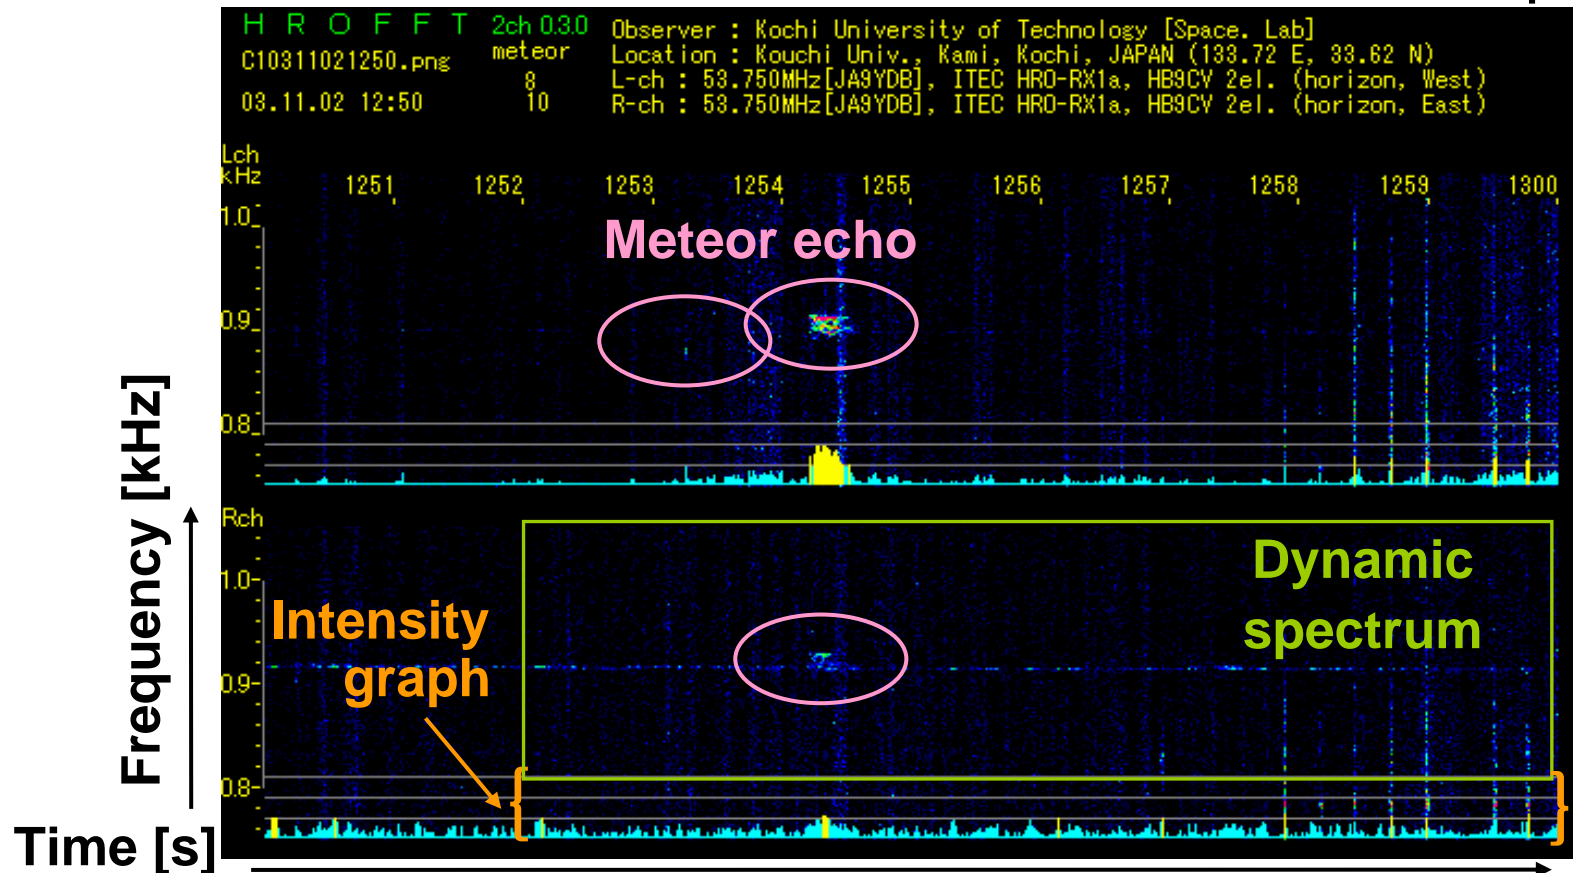 H R O F F T 2ch 0.3.0
C10311021250.png meteor
8
03.11.02 12:50 10
Observer : Kochi University of Technology [Space. Lab]
Location : Kouchi Univ., Kami, Kochi, JAPAN (133.72 E, 33.62 N)
L-ch : 53.750MHz[JA9YDB], ITEC HRO-RX1a, HB9CV 2el. (horizon, West)
R-ch : 53.750MHz[JA9YDB], ITEC HRO-RX1a, HB9CV 2el. (horizon, East)
Lch
kHz
1251 1252 1253 1254 1255 1256 1257 1258 1259 1300
1.0
Meteor echo
0.9
0.8
Rch
1.0
Dynamic
spectrum
Intensity
graph
0.9
0.8
Frequency [kHz]
Time [s]